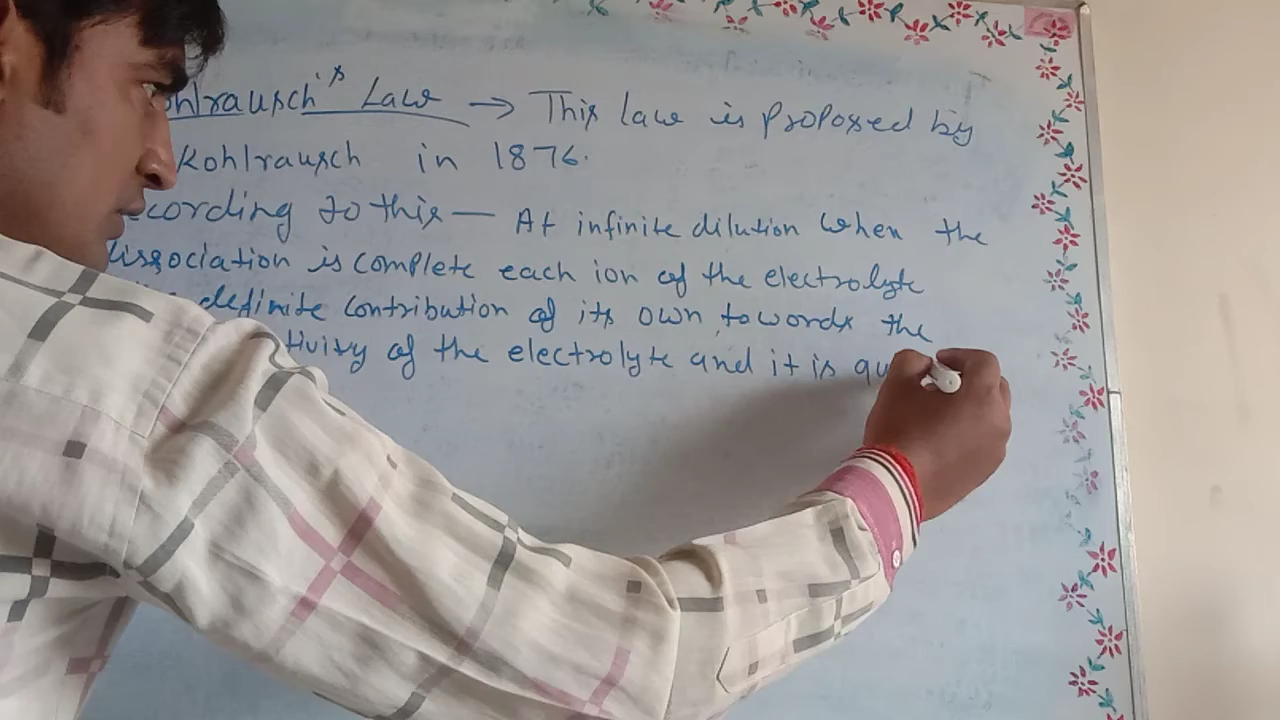 ohlrausch's Law → This law is proposed by
Kohlrausch in 1876.
cording to this — At infinite dilution when the
dissociation is complete each ion of the electrolyte
definite contribution of its own towards the
tivity of the electrolyte and it is qu